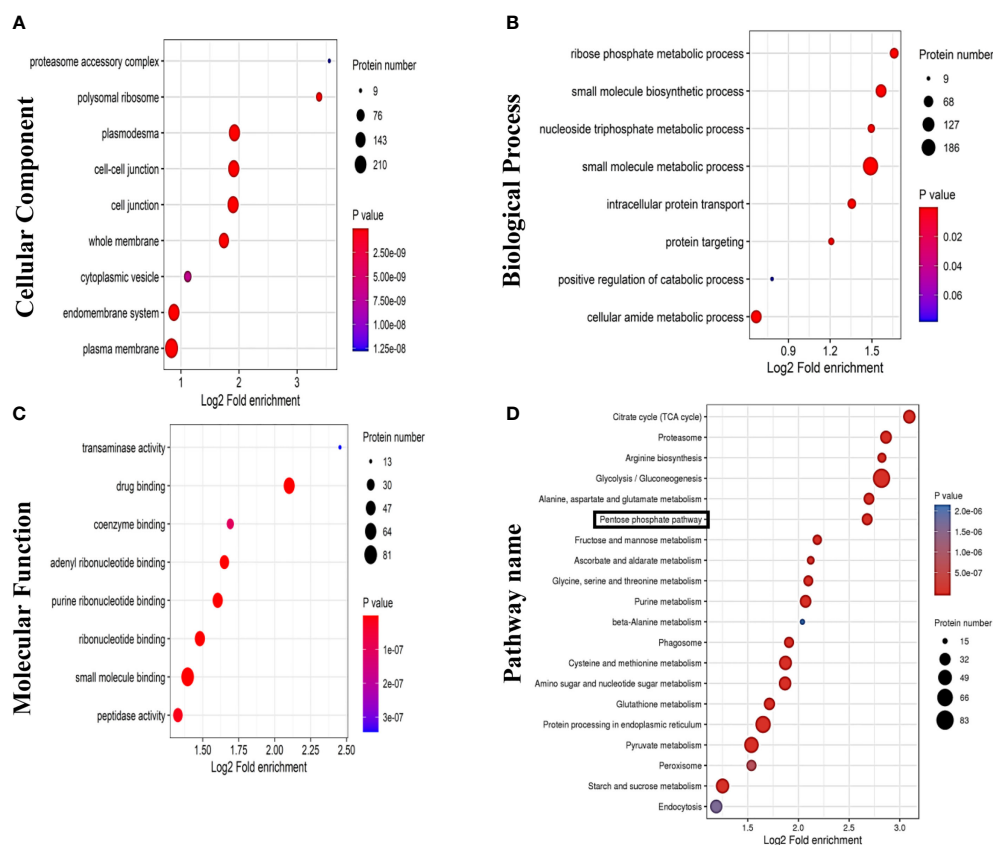 A
Cellular Component
proteasome accessory complex
polysomal ribosome
plasmodesma
cell-cell junction
cell junction
whole membrane
cytoplasmic vesicle
endomembrane system
plasma membrane
1 2 3
Log2 Fold enrichment
Protein number
9
76
143
210
P value
2.50e-09
5.00e-09
7.50e-09
1.00e-08
1.25e-08
B
Biological Process
ribose phosphate metabolic process
small molecule biosynthetic process
nucleoside triphosphate metabolic process
small molecule metabolic process
intracellular protein transport
protein targeting
positive regulation of catabolic process
cellular amide metabolic process
0.9 1.2 1.5
Log2 Fold enrichment
Protein number
9
68
127
186
P value
0.02
0.04
0.06
C
Molecular Function
transaminase activity
drug binding
coenzyme binding
adenyl ribonucleotide binding
purine ribonucleotide binding
ribonucleotide binding
small molecule binding
peptidase activity
1.50 1.75 2.00 2.25 2.50
Log2 Fold enrichment
Protein number
13
30
47
64
81
P value
1e-07
2e-07
3e-07
D
Pathway name
Citrate cycle (TCA cycle)
Proteasome
Arginine biosynthesis
Glycolysis / Gluconeogenesis
Alanine, aspartate and glutamate metabolism
Pentose phosphate pathway
Fructose and mannose metabolism
Ascorbate and aldarate metabolism
Glycine, serine and threonine metabolism
Purine metabolism
beta-Alanine metabolism
Phagosome
Cysteine and methionine metabolism
Amino sugar and nucleotide sugar metabolism
Glutathione metabolism
Protein processing in endoplasmic reticulum
Pyruvate metabolism
Peroxisome
Starch and sucrose metabolism
Endocytosis
1.5 2.0 2.5 3.0
Log2 Fold enrichment
P value
2.0e-06
1.5e-06
1.0e-06
5.0e-07
Protein number
15
32
49
66
83